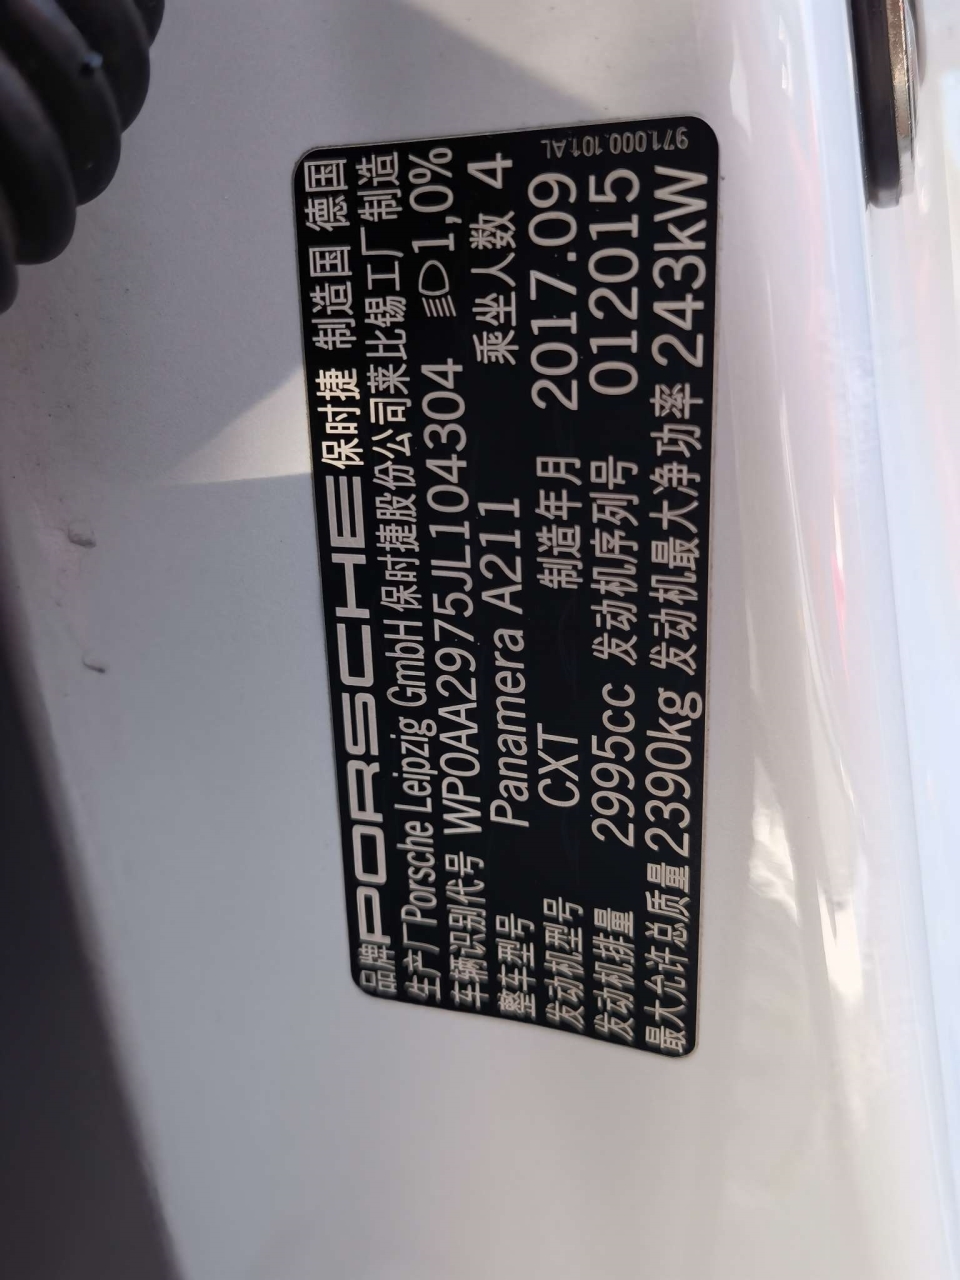 品牌 PORSCHE 保时捷 制造国 德国
生产厂 Porsche Leipzig GmbH 保时捷股份公司莱比锡工厂 制造
车辆识别代号 WP0AA2975JL104304 1,0%
整车型号 Panamera A211 乘坐人数 4
发动机型号 CXT 制造年月 2017.09
发动机排量 2995cc 发动机序列号 012015
最大允许总质量 2390kg 发动机最大净功率 243kW
971.000.101.AL